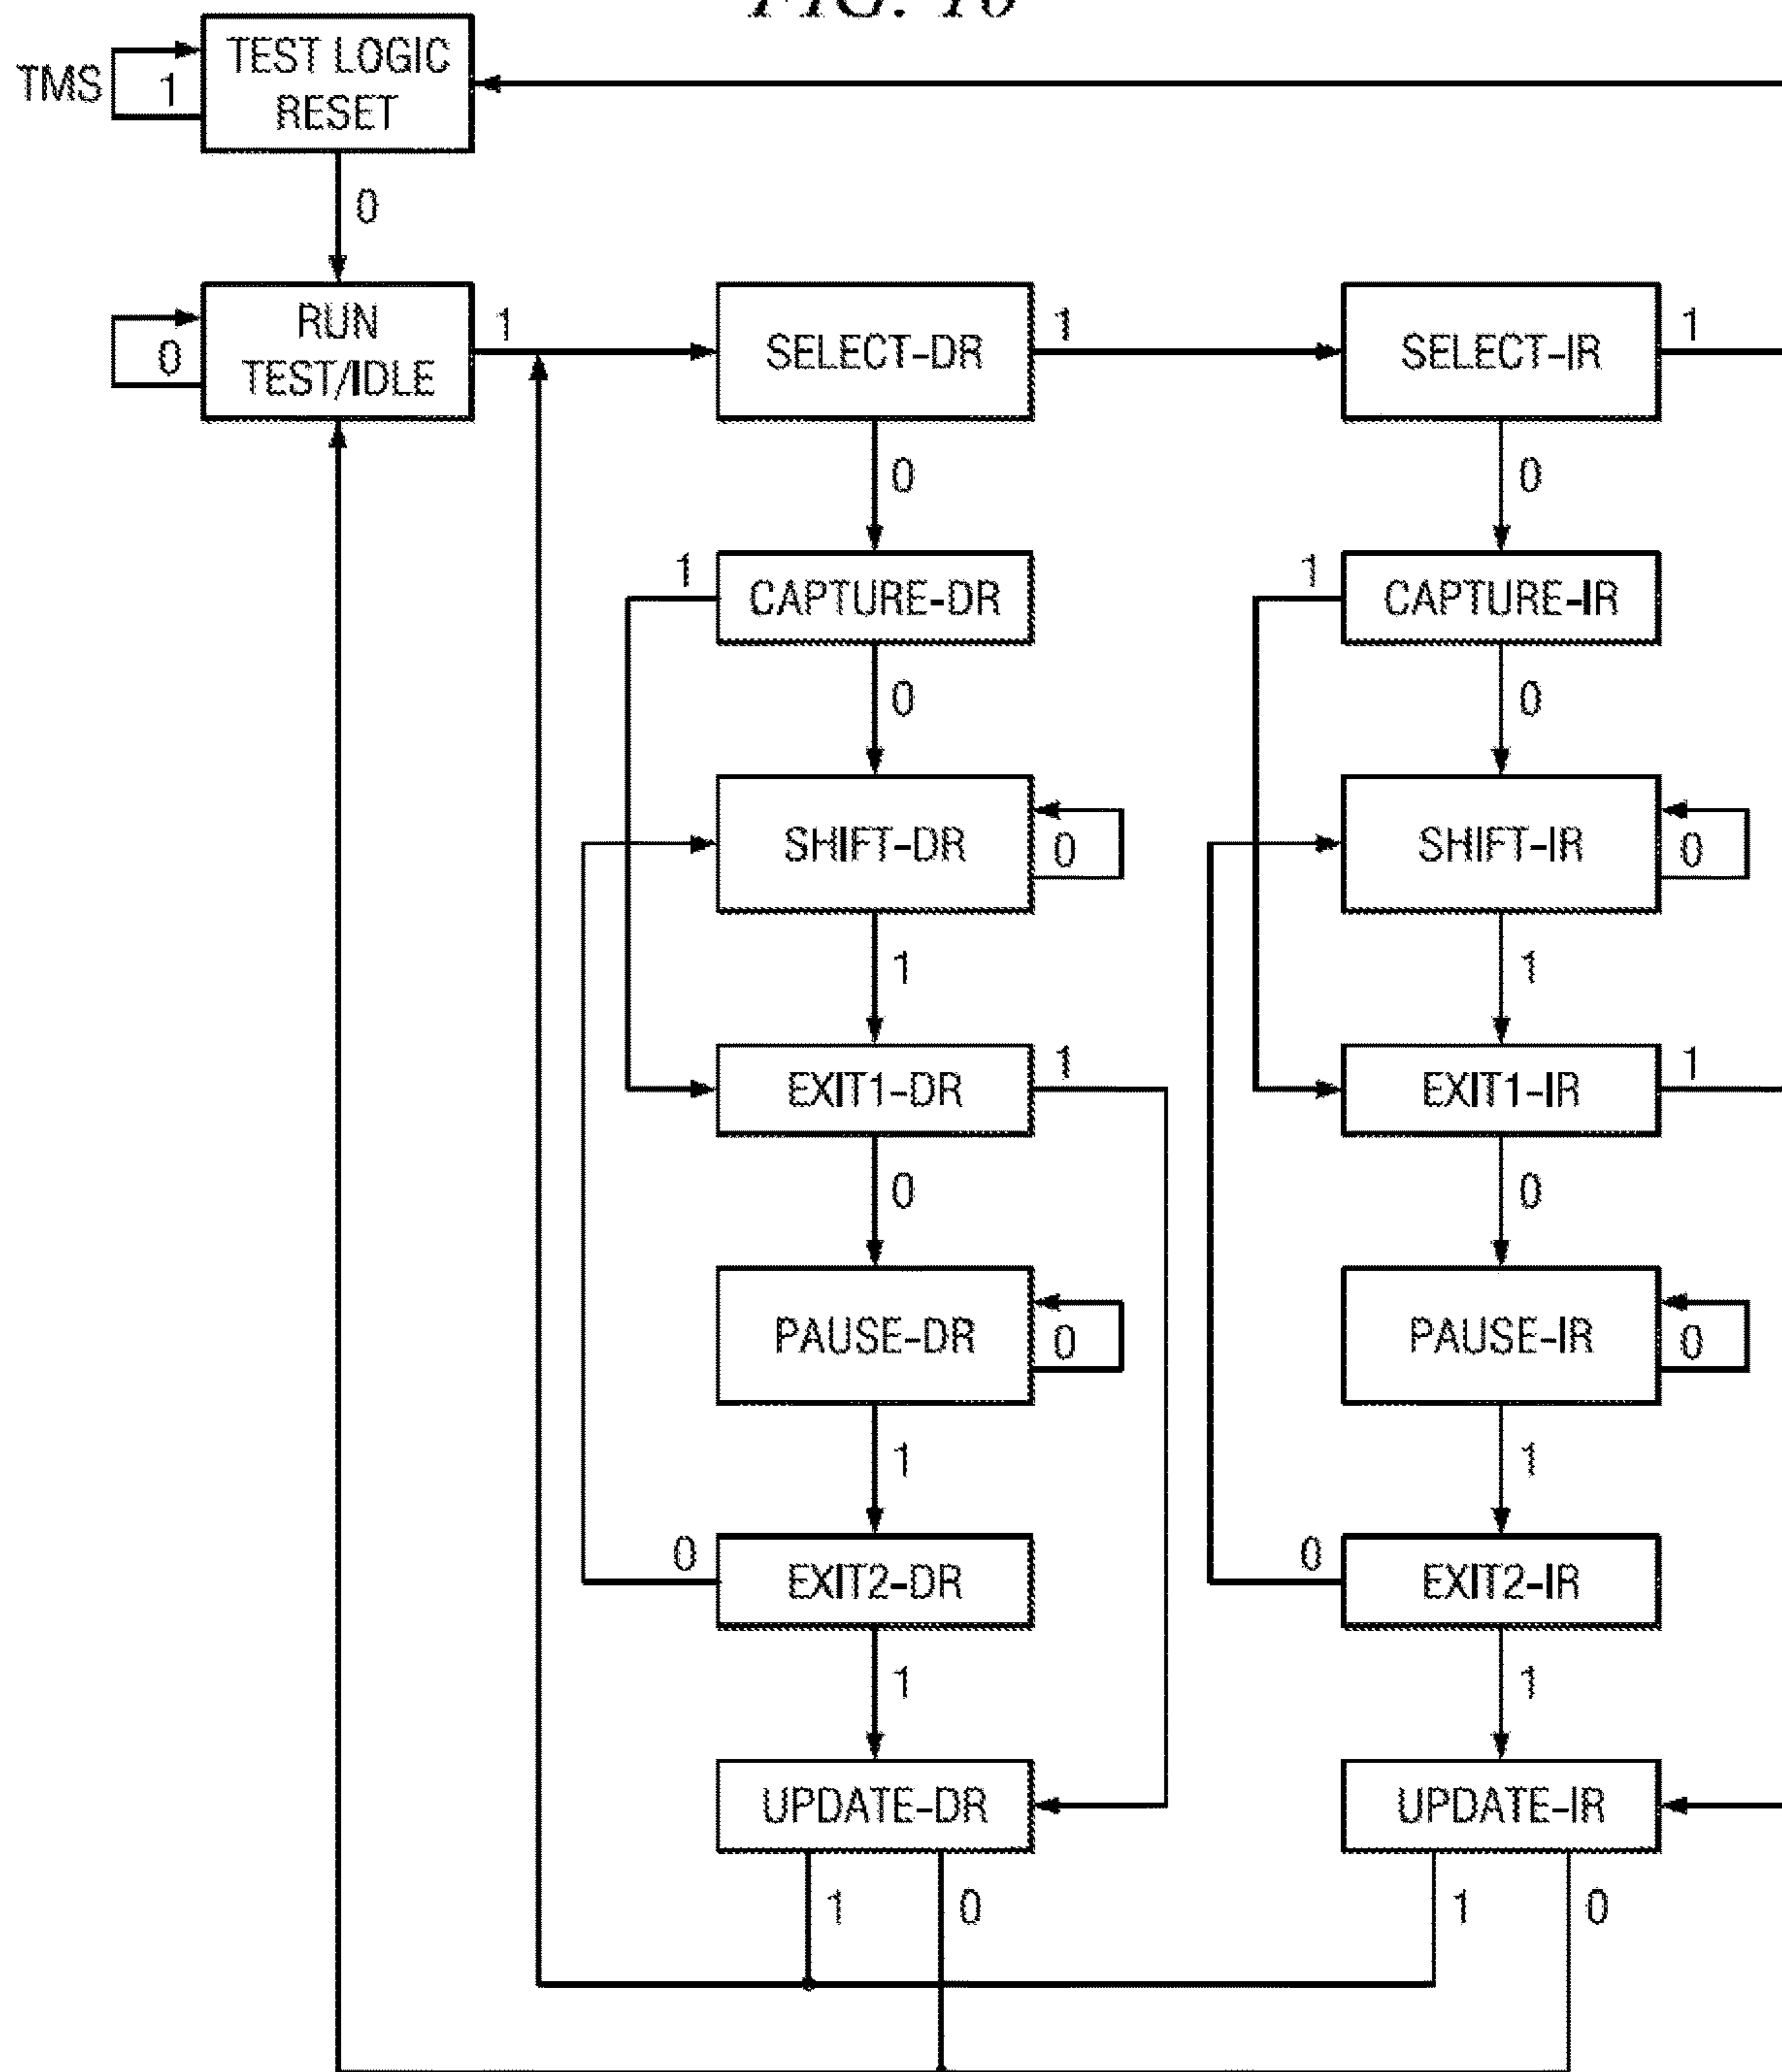 FIG. 10
TEST LOGIC
RESET
TMS
1
0
RUN
TEST/IDLE
0
1
SELECT-DR
1
SELECT-IR
1
0
0
1
CAPTURE-DR
1
CAPTURE-IR
0
0
SHIFT-DR
0
SHIFT-IR
0
1
1
EXIT1-DR
1
EXIT1-IR
1
0
0
PAUSE-DR
0
PAUSE-IR
0
1
1
0
EXIT2-DR
0
EXIT2-IR
1
1
UPDATE-DR
UPDATE-IR
1
0
1
0